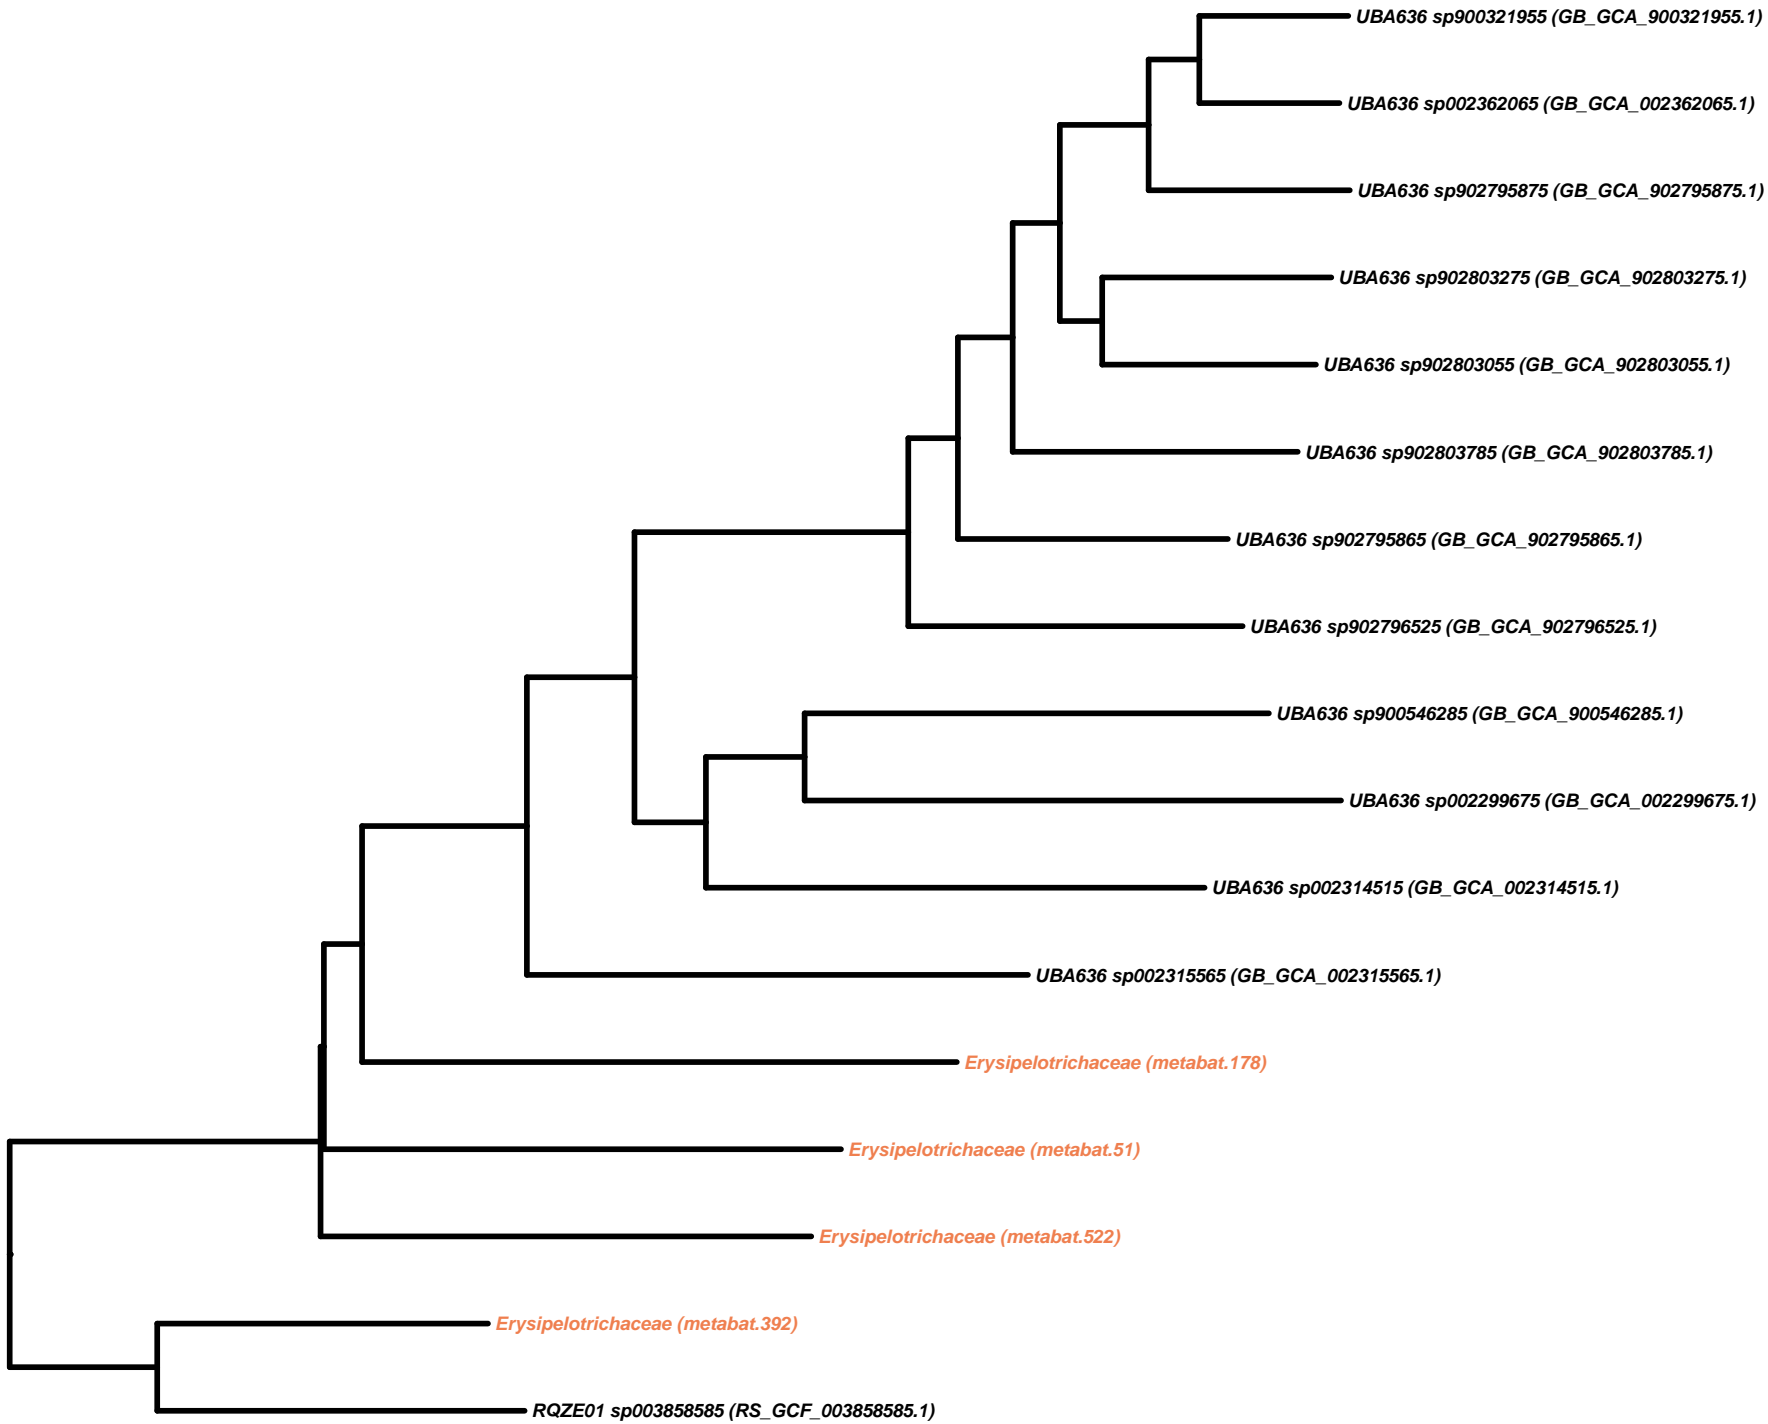 UBA636 sp900321955 (GB_GCA_900321955.1)
UBA636 sp002362065 (GB_GCA_002362065.1)
UBA636 sp902795875 (GB_GCA_902795875.1)
UBA636 sp902803275 (GB_GCA_902803275.1)
UBA636 sp902803055 (GB_GCA_902803055.1)
UBA636 sp902803785 (GB_GCA_902803785.1)
UBA636 sp902795865 (GB_GCA_902795865.1)
UBA636 sp902796525 (GB_GCA_902796525.1)
UBA636 sp900546285 (GB_GCA_900546285.1)
UBA636 sp002299675 (GB_GCA_002299675.1)
UBA636 sp002314515 (GB_GCA_002314515.1)
UBA636 sp002315565 (GB_GCA_002315565.1)
Erysipelotrichaceae (metabat.178)
Erysipelotrichaceae (metabat.51)
Erysipelotrichaceae (metabat.522)
Erysipelotrichaceae (metabat.392)
RQZE01 sp003858585 (RS_GCF_003858585.1)